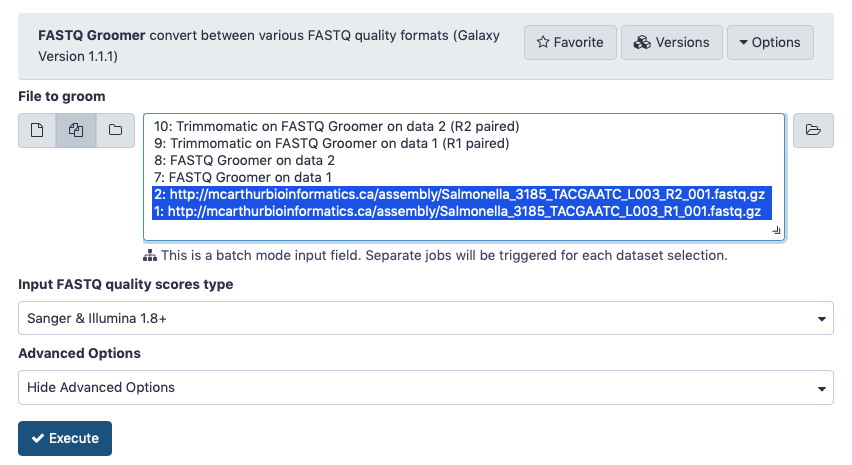 FASTQ Groomer convert between various FASTQ quality formats (Galaxy
Version 1.1.1)
Favorite
Versions
Options
File to groom
10: Trimmomatic on FASTQ Groomer on data 2 (R2 paired)
9: Trimmomatic on FASTQ Groomer on data 1 (R1 paired)
8: FASTQ Groomer on data 2
7: FASTQ Groomer on data 1
2: http://mcarthurbioinformatics.ca/assembly/Salmonella_3185_TACGAATC_L003_R2_001.fastq.gz
1: http://mcarthurbioinformatics.ca/assembly/Salmonella_3185_TACGAATC_L003_R1_001.fastq.gz
This is a batch mode input field. Separate jobs will be triggered for each dataset selection.
Input FASTQ quality scores type
Sanger & Illumina 1.8+
Advanced Options
Hide Advanced Options
Execute